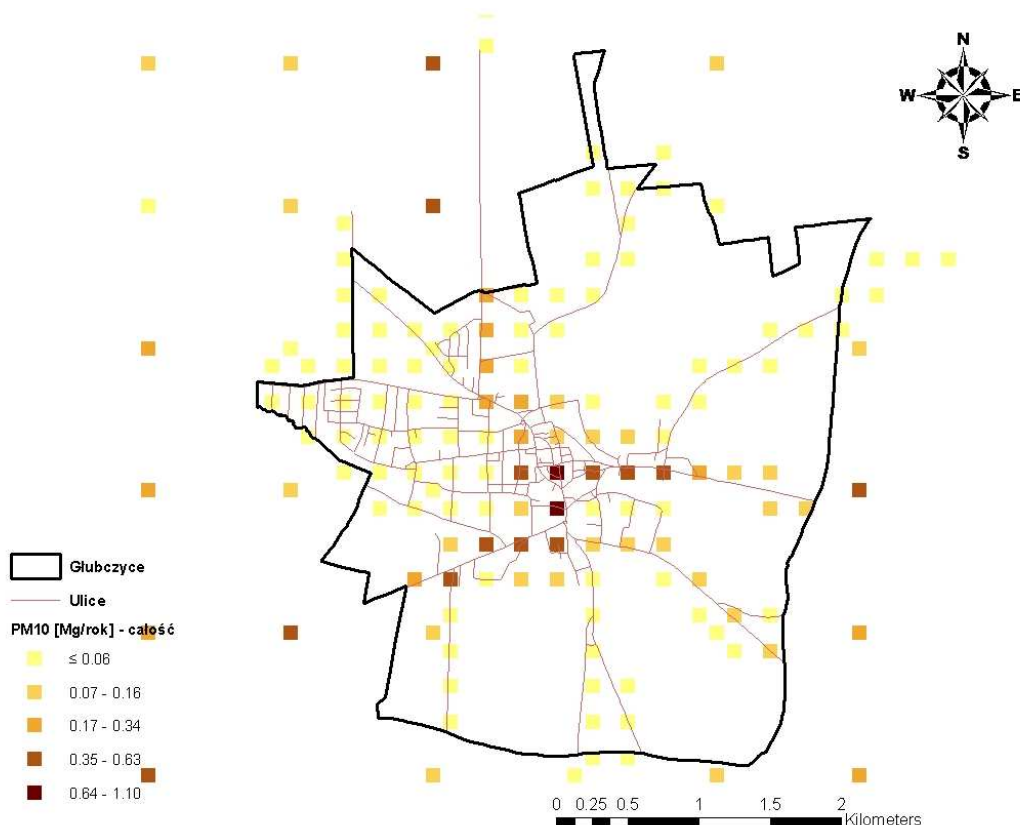 N
W E
S
Głubczyce
Ulice
PM10 [Mg/rok] - całość
≤ 0.06
0.07 - 0.16
0.17 - 0.34
0.35 - 0.63
0.64 - 1.10
0 0.25 0.5 1 1.5 2
Kilometers